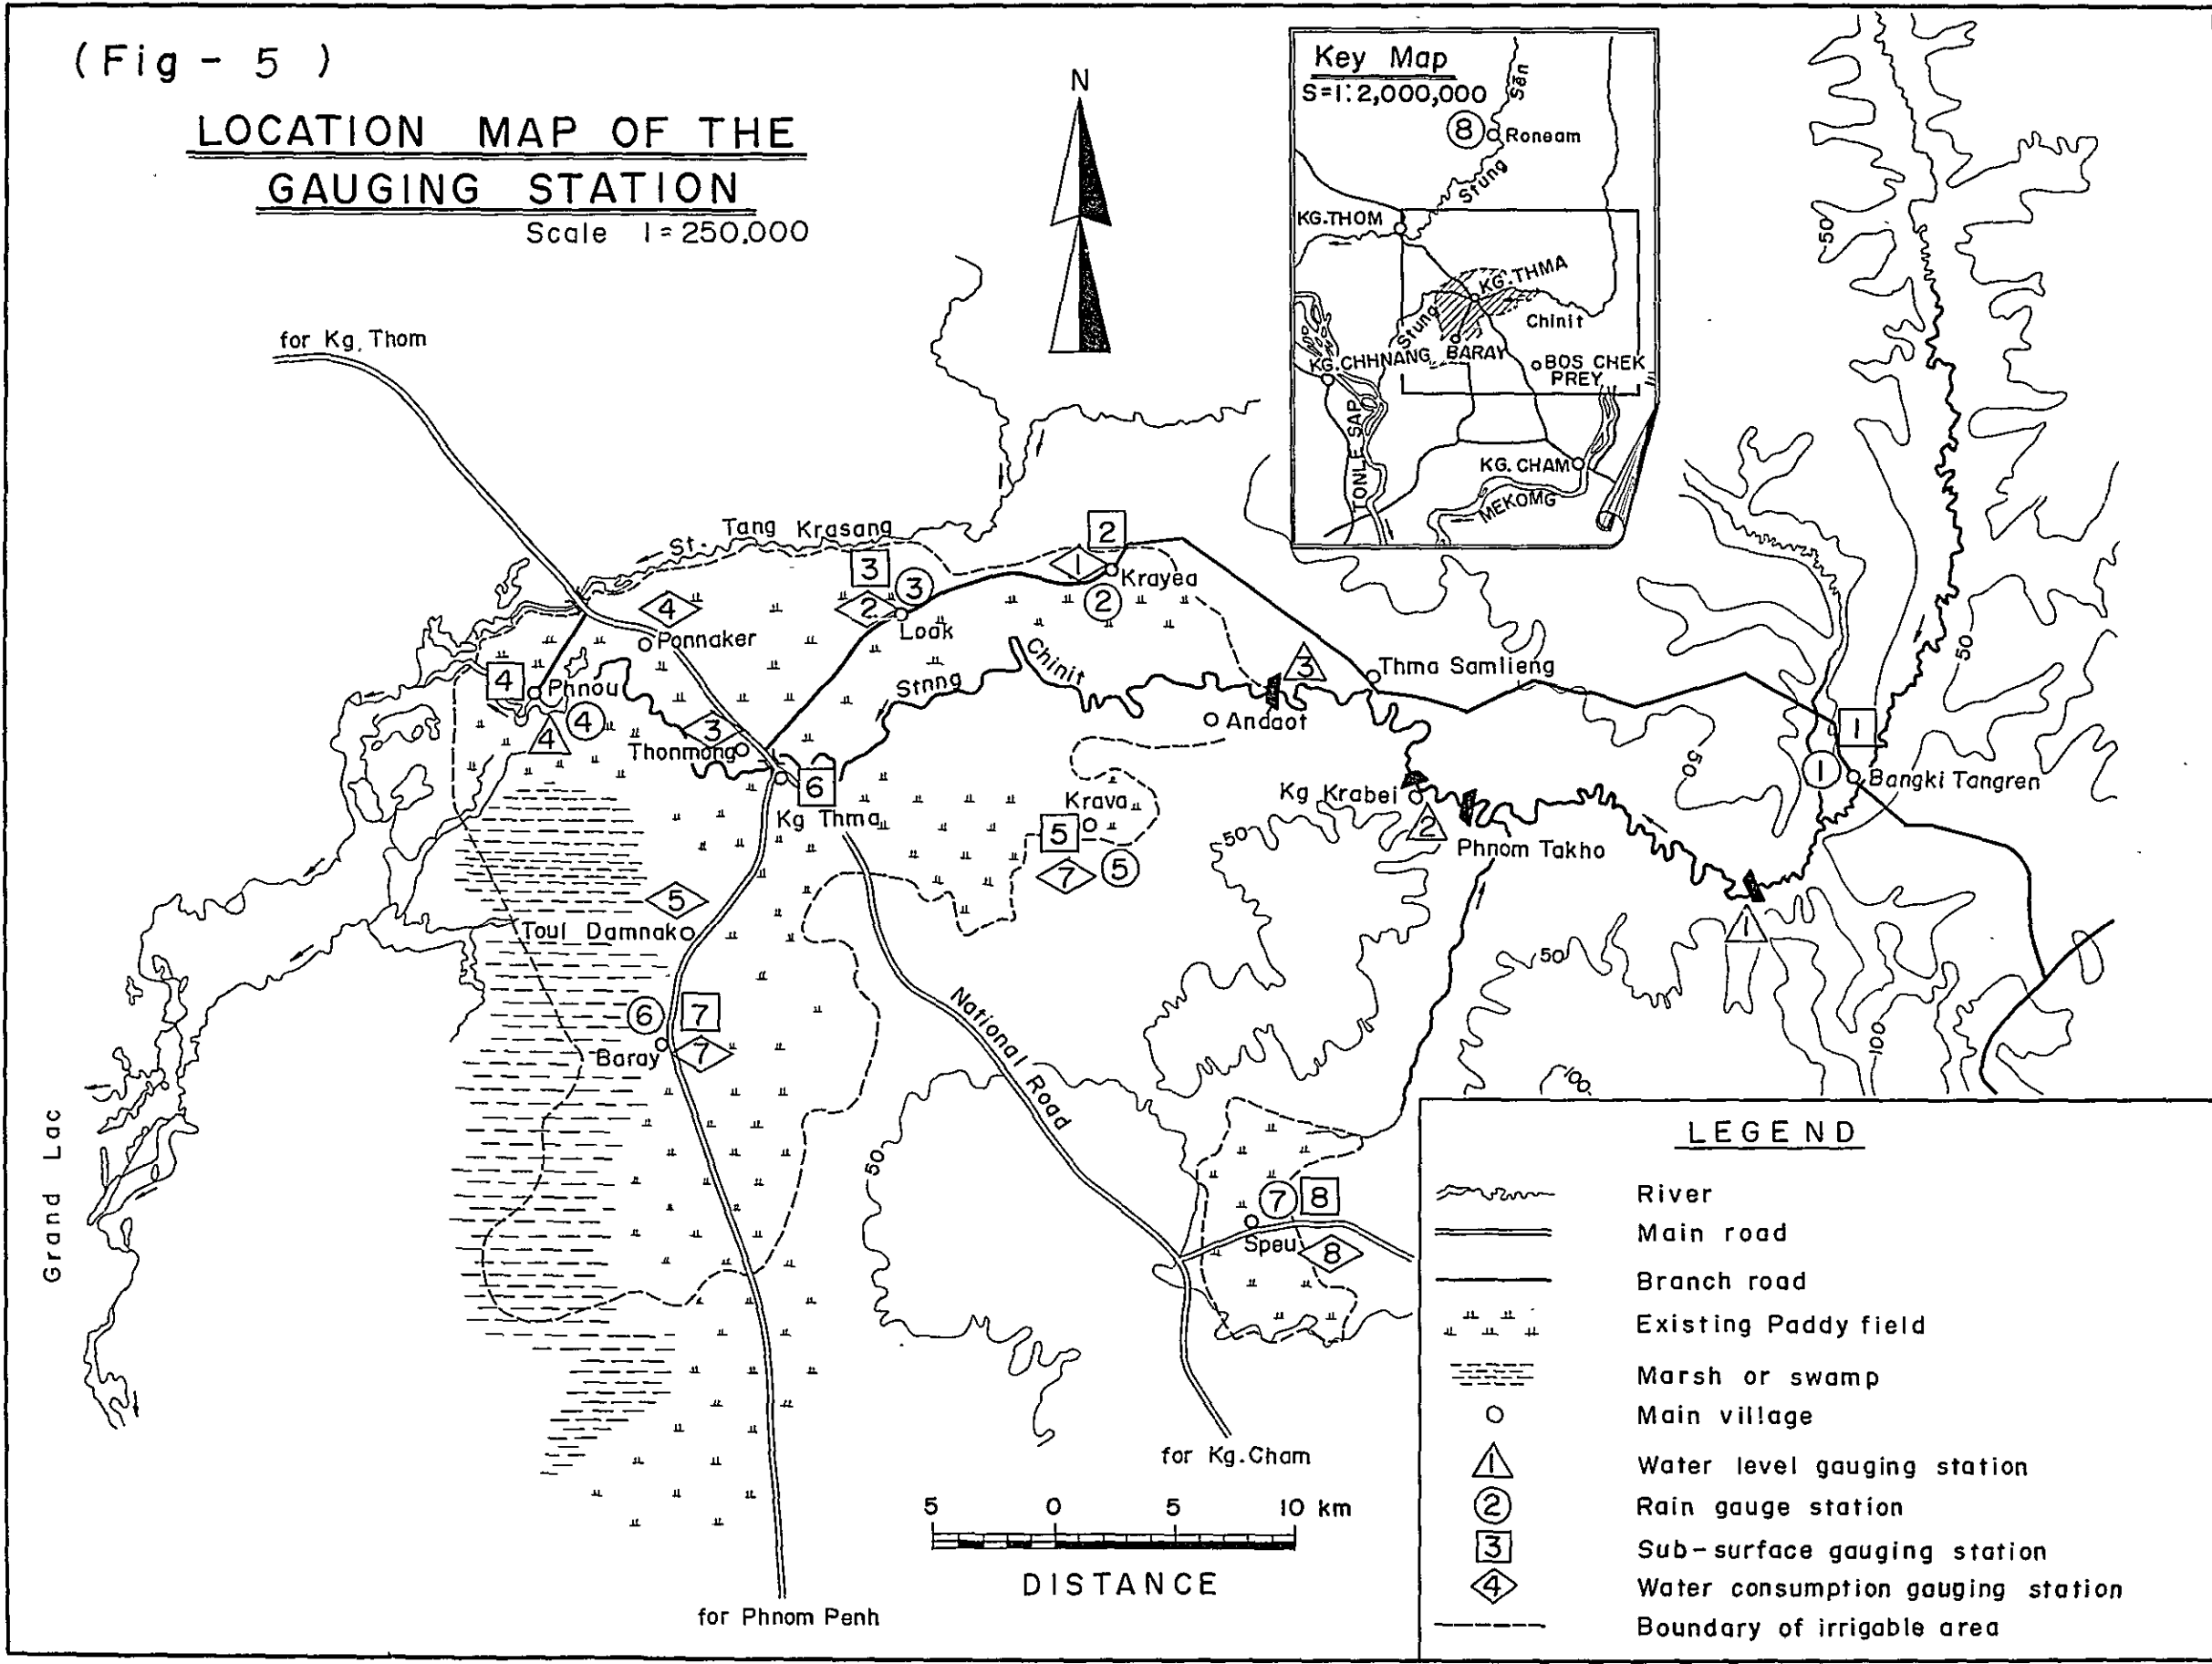 (Fig - 5 )
LOCATION MAP OF THE
GAUGING STATION
Scale 1=250,000
N
Key Map
S=1:2,000,000
Sēn
8
Roneam
Stung
KG.THOM
KG.THMA
Stung
Chinit
KG.CHHNANG
BARAY
BOS CHEK
PREY
TONLE SAP
KG. CHAM
MEKOMG
for Kg. Thom
St. Tang Krasang
2
1
Krayea
2
3
3
2
Loak
4
Ponnaker
4
Phnou
4
4
3
Thonmong
6
Kg Thma
Stnng Chinit
3
Thma Samlieng
Andaot
Krava
5
7
5
Kg Krabei
2
Phnom Takho
1
1
Bangki Tangren
1
50
50
50
50
50
50
100
100
5
Toul Damnak
6
7
Baray
7
National Road
7
8
Speu
8
Grand Lac
for Kg.Cham
for Phnom Penh
5 0 5 10 km
DISTANCE
LEGEND
River
Main road
Branch road
Existing Paddy field
Marsh or swamp
Main village
1 Water level gauging station
2 Rain gauge station
3 Sub-surface gauging station
4 Water consumption gauging station
Boundary of irrigable area